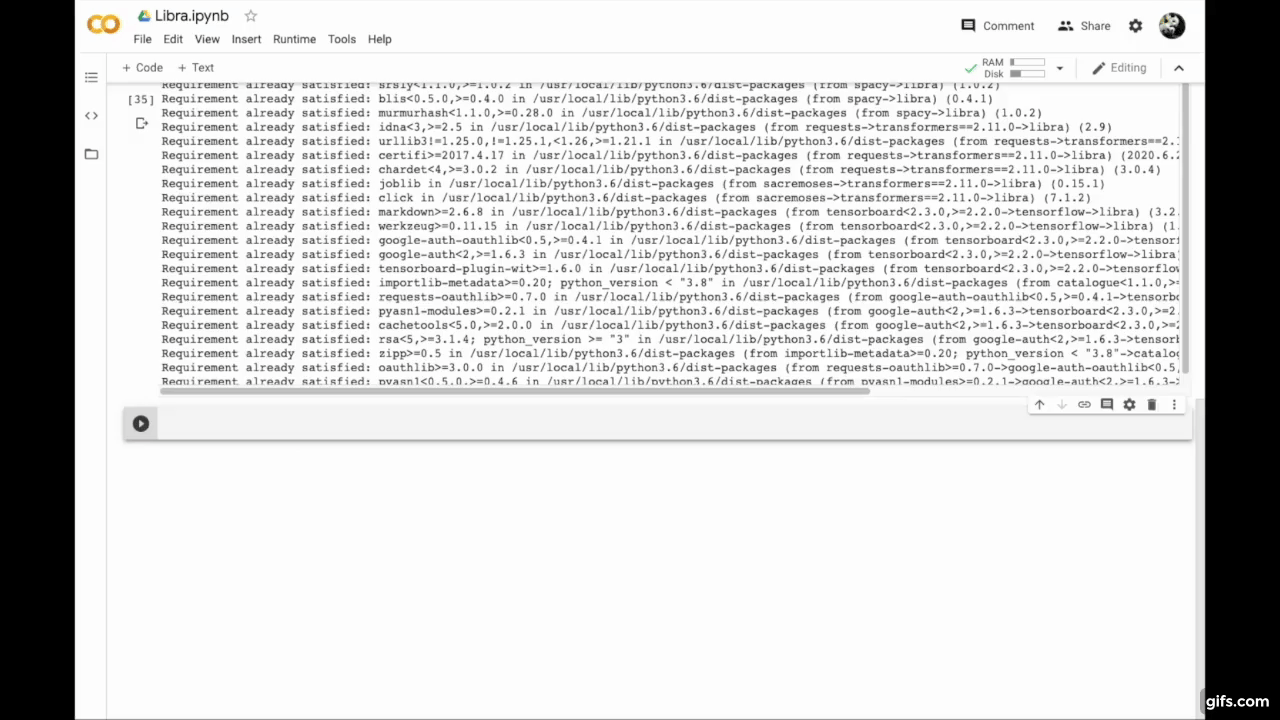 Libra.ipynb
File Edit View Insert Runtime Tools Help
Comment Share
+ Code + Text
RAM
Disk
Editing
Requirement already satisfied: srsly<1.1.0,>=1.0.2 in /usr/local/lib/python3.6/dist-packages (from spacy->libra) (1.0.2)
[35]
Requirement already satisfied: blis<0.5.0,>=0.4.0 in /usr/local/lib/python3.6/dist-packages (from spacy->libra) (0.4.1)
Requirement already satisfied: murmurhash<1.1.0,>=0.28.0 in /usr/local/lib/python3.6/dist-packages (from spacy->libra) (1.0.2)
Requirement already satisfied: idna<3,>=2.5 in /usr/local/lib/python3.6/dist-packages (from requests->transformers==2.11.0->libra) (2.9)
Requirement already satisfied: urllib3!=1.25.0,!=1.25.1,<1.26,>=1.21.1 in /usr/local/lib/python3.6/dist-packages (from requests->transformers==2.
Requirement already satisfied: certifi>=2017.4.17 in /usr/local/lib/python3.6/dist-packages (from requests->transformers==2.11.0->libra) (2020.6.2
Requirement already satisfied: chardet<4,>=3.0.2 in /usr/local/lib/python3.6/dist-packages (from requests->transformers==2.11.0->libra) (3.0.4)
Requirement already satisfied: joblib in /usr/local/lib/python3.6/dist-packages (from sacremoses->transformers==2.11.0->libra) (0.15.1)
Requirement already satisfied: click in /usr/local/lib/python3.6/dist-packages (from sacremoses->transformers==2.11.0->libra) (7.1.2)
Requirement already satisfied: markdown>=2.6.8 in /usr/local/lib/python3.6/dist-packages (from tensorboard<2.3.0,>=2.2.0->tensorflow->libra) (3.2.
Requirement already satisfied: werkzeug>=0.11.15 in /usr/local/lib/python3.6/dist-packages (from tensorboard<2.3.0,>=2.2.0->tensorflow->libra) (1.
Requirement already satisfied: google-auth-oauthlib<0.5,>=0.4.1 in /usr/local/lib/python3.6/dist-packages (from tensorboard<2.3.0,>=2.2.0->tensorf
Requirement already satisfied: google-auth<2,>=1.6.3 in /usr/local/lib/python3.6/dist-packages (from tensorboard<2.3.0,>=2.2.0->tensorflow->libra
Requirement already satisfied: tensorboard-plugin-wit>=1.6.0 in /usr/local/lib/python3.6/dist-packages (from tensorboard<2.3.0,>=2.2.0->tensorflow
Requirement already satisfied: importlib-metadata>=0.20; python_version < "3.8" in /usr/local/lib/python3.6/dist-packages (from catalogue<1.1.0,>=
Requirement already satisfied: requests-oauthlib>=0.7.0 in /usr/local/lib/python3.6/dist-packages (from google-auth-oauthlib<0.5,>=0.4.1->tensorbo
Requirement already satisfied: pyasn1-modules>=0.2.1 in /usr/local/lib/python3.6/dist-packages (from google-auth<2,>=1.6.3->tensorboard<2.3.0,>=2.
Requirement already satisfied: cachetools<5.0,>=2.0.0 in /usr/local/lib/python3.6/dist-packages (from google-auth<2,>=1.6.3->tensorboard<2.3.0,>=2
Requirement already satisfied: rsa<5,>=3.1.4; python_version >= "3" in /usr/local/lib/python3.6/dist-packages (from google-auth<2,>=1.6.3->tensorb
Requirement already satisfied: zipp>=0.5 in /usr/local/lib/python3.6/dist-packages (from importlib-metadata>=0.20; python_version < "3.8"->catalog
Requirement already satisfied: oauthlib>=3.0.0 in /usr/local/lib/python3.6/dist-packages (from requests-oauthlib>=0.7.0->google-auth-oauthlib<0.5,
Requirement already satisfied: pyasn1<0.5.0,>=0.4.6 in /usr/local/lib/python3.6/dist-packages (from pyasn1-modules>=0.2.1->google-auth<2,>=1.6.3->
gifs.com